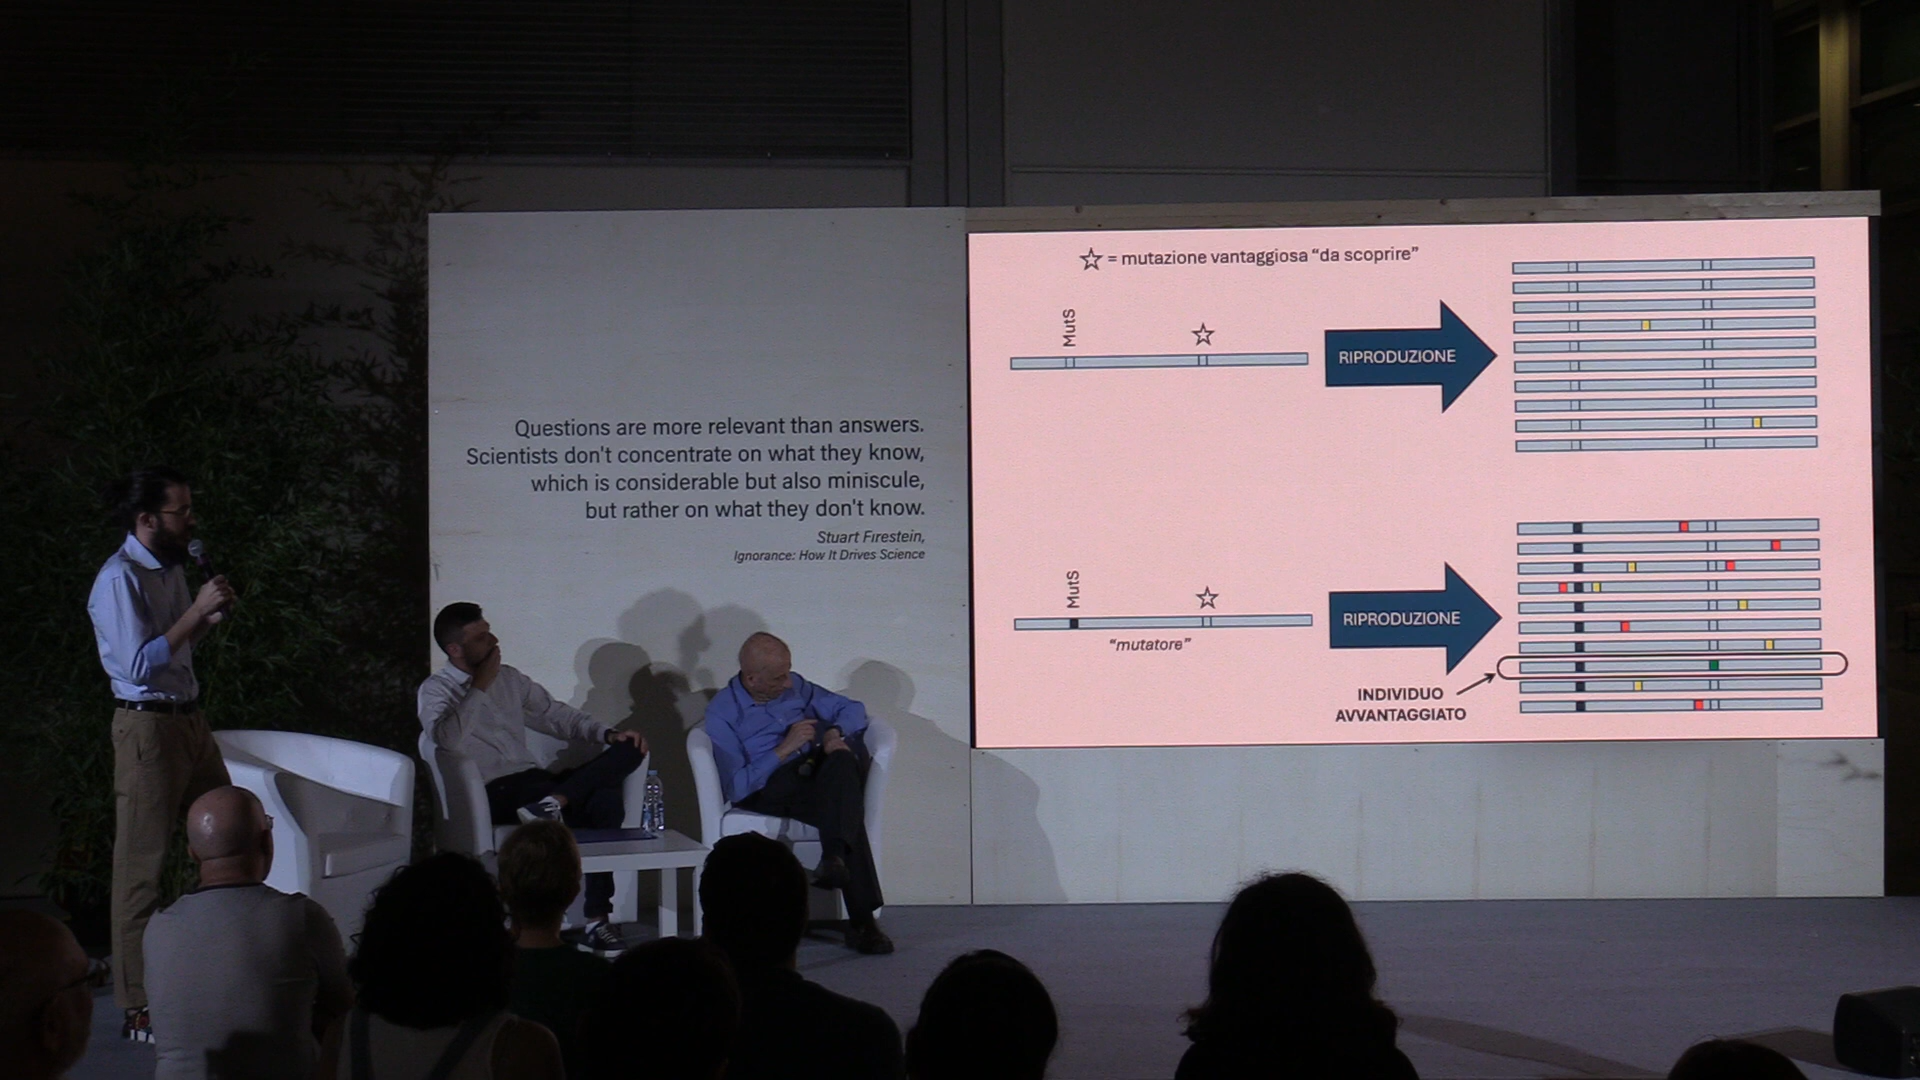 Questions are more relevant than answers.
Scientists don't concentrate on what they know,
which is considerable but also miniscule,
but rather on what they don't know.
Stuart Firestein,
Ignorance: How It Drives Science
☆ = mutazione vantaggiosa “da scoprire”
MutS
RIPRODUZIONE
MutS
“mutatore”
RIPRODUZIONE
INDIVIDUO
AVVANTAGGIATO